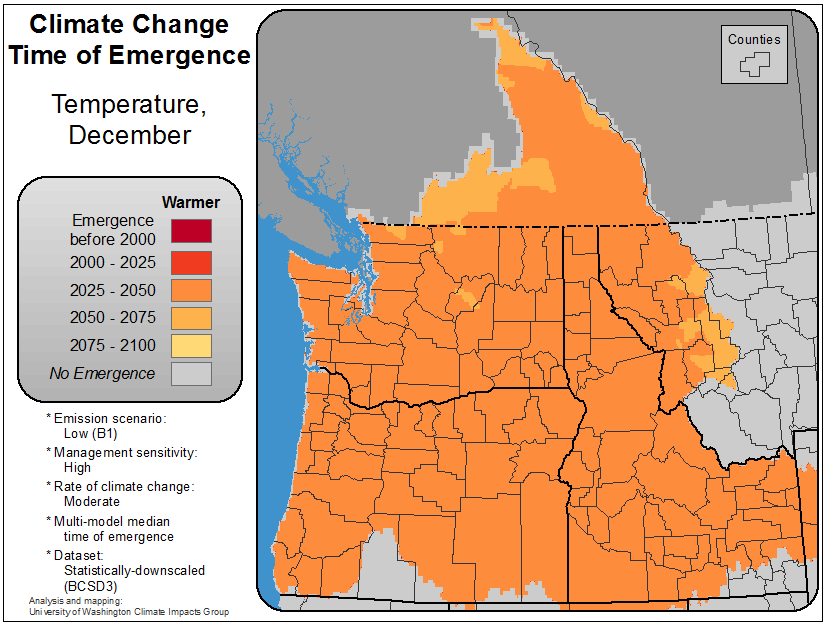 Climate Change
Time of Emergence
Temperature,
December
Warmer
Emergence
before 2000
2000 - 2025
2025 - 2050
2050 - 2075
2075 - 2100
No Emergence
* Emission scenario:
Low (B1)
* Management sensitivity:
High
* Rate of climate change:
Moderate
* Multi-model median
time of emergence
* Dataset:
Statistically-downscaled
(BCSD3)
Analysis and mapping:
University of Washington Climate Impacts Group
Counties